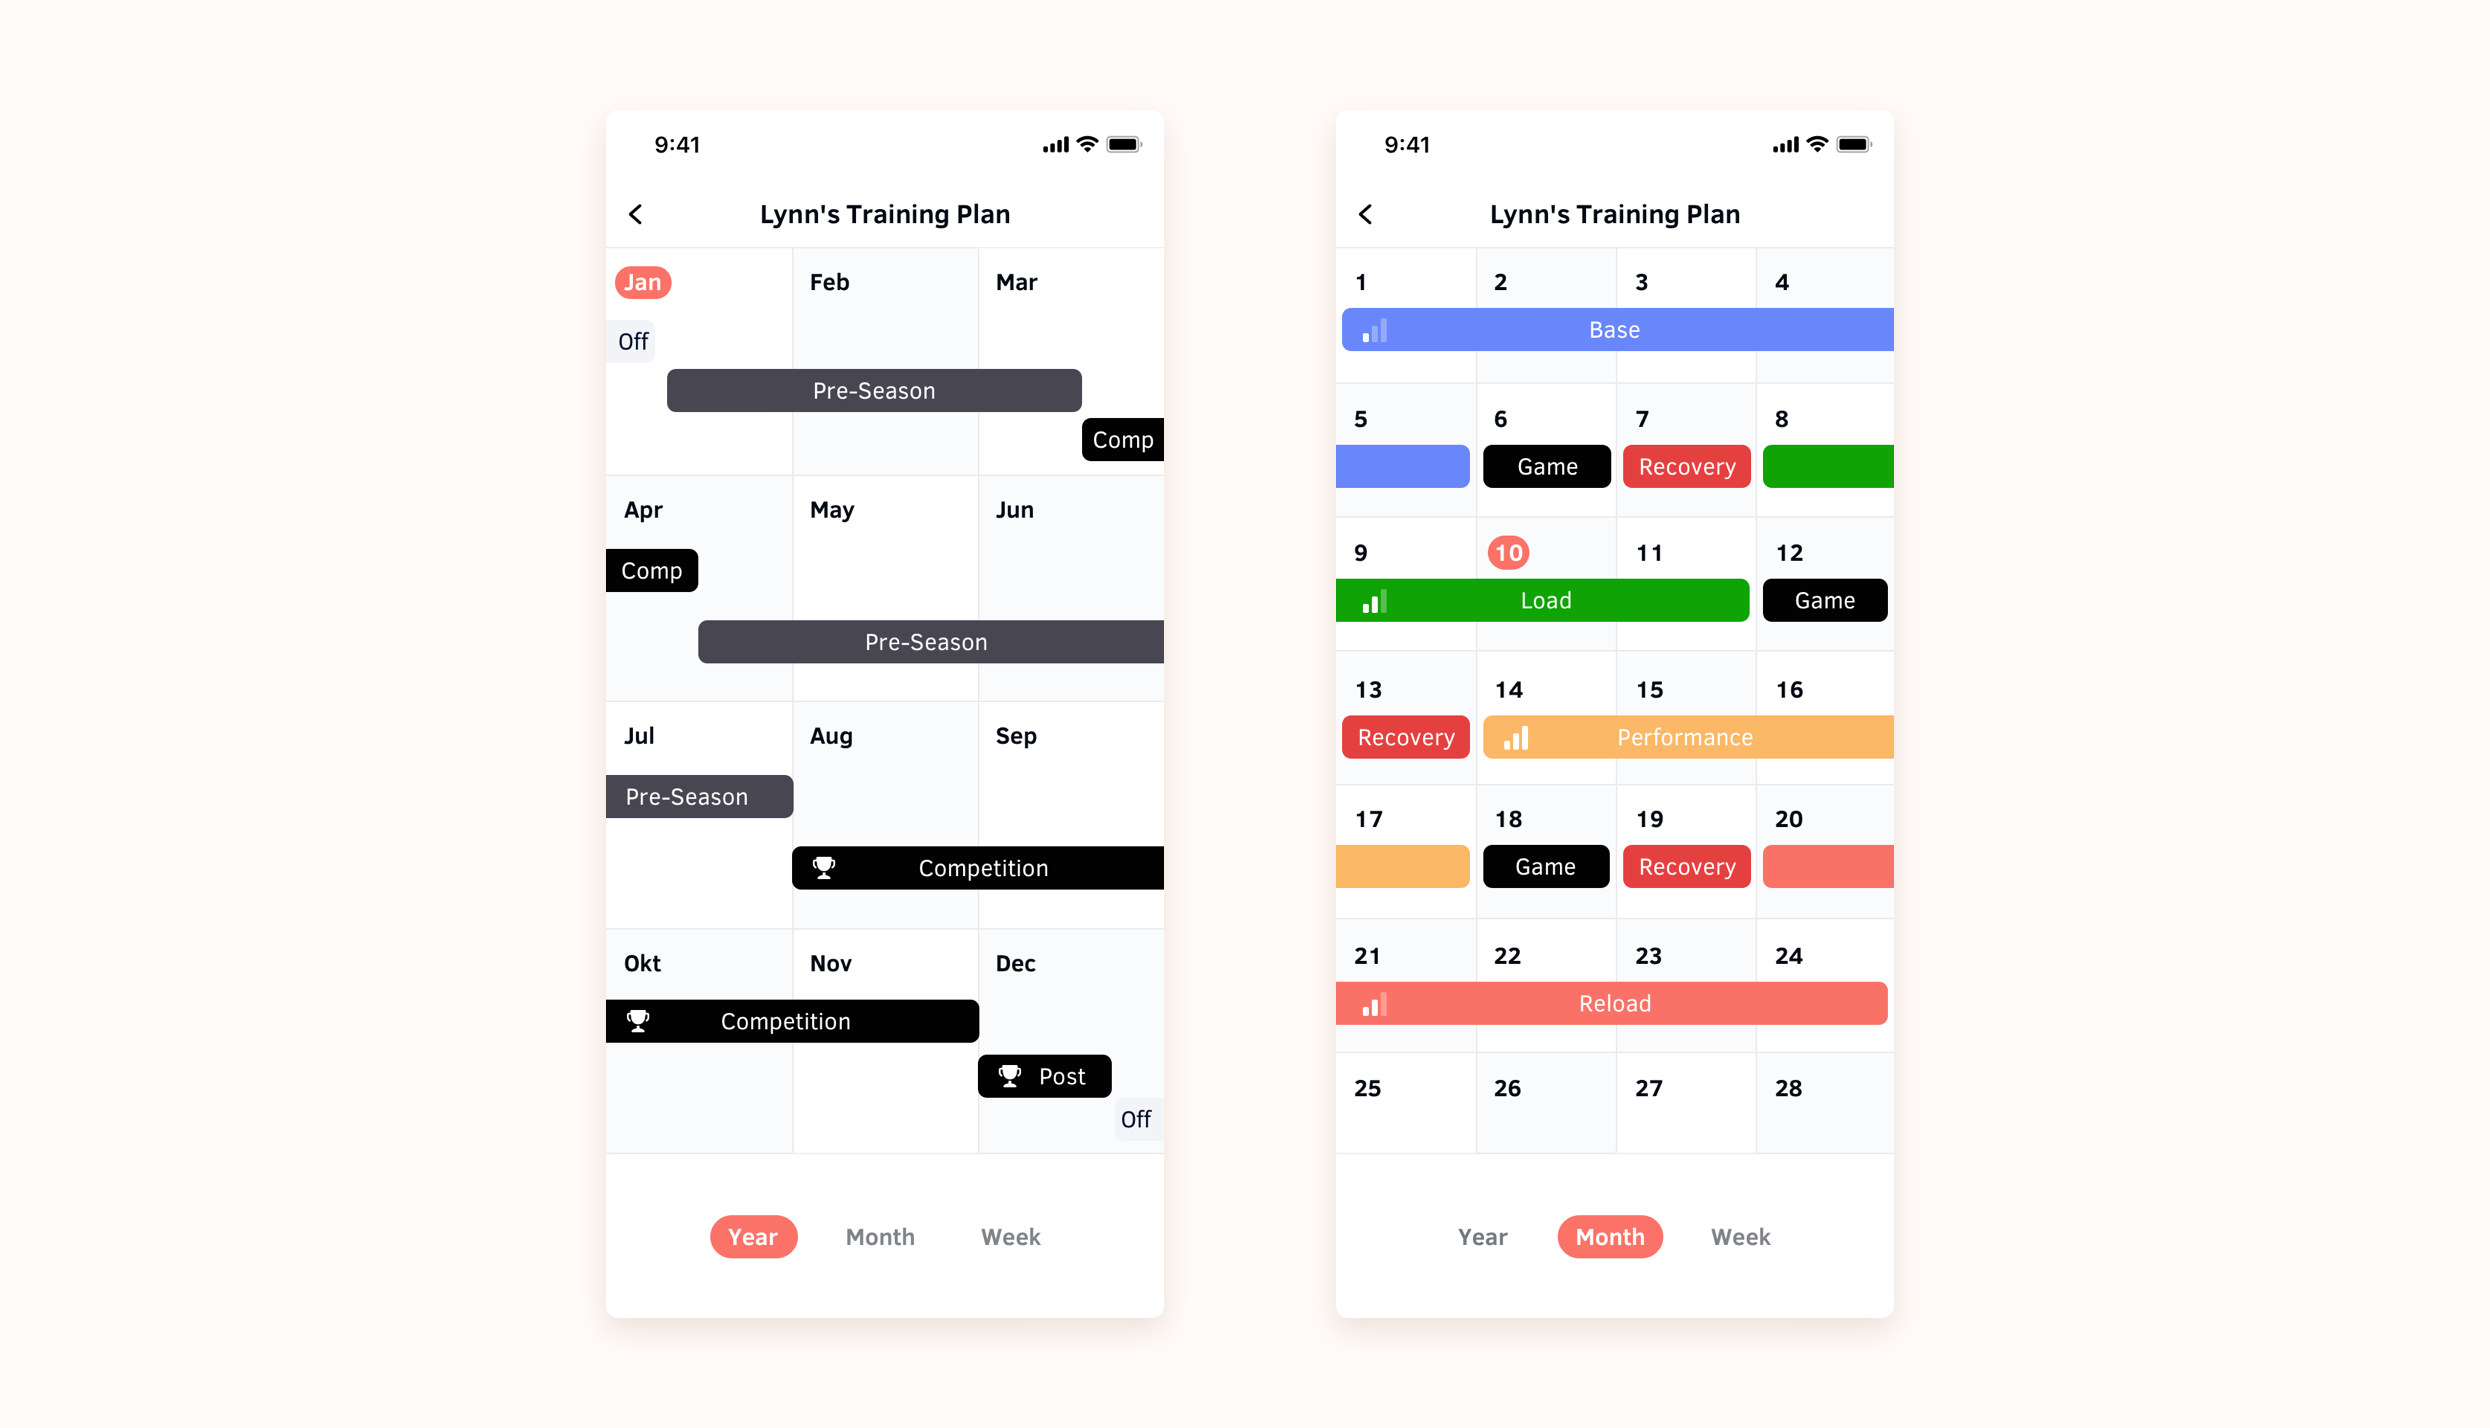 9:41
Lynn's Training Plan
Jan Feb Mar
Off
Pre-Season
Comp
Apr May Jun
Comp
Pre-Season
Jul Aug Sep
Pre-Season
Competition
Okt Nov Dec
Competition
Post
Off
Year Month Week
9:41
Lynn's Training Plan
1 2 3 4
Base
5 6 7 8
Game Recovery
9 10 11 12
Load Game
13 14 15 16
Recovery Performance
17 18 19 20
Game Recovery
21 22 23 24
Reload
25 26 27 28
Year Month Week